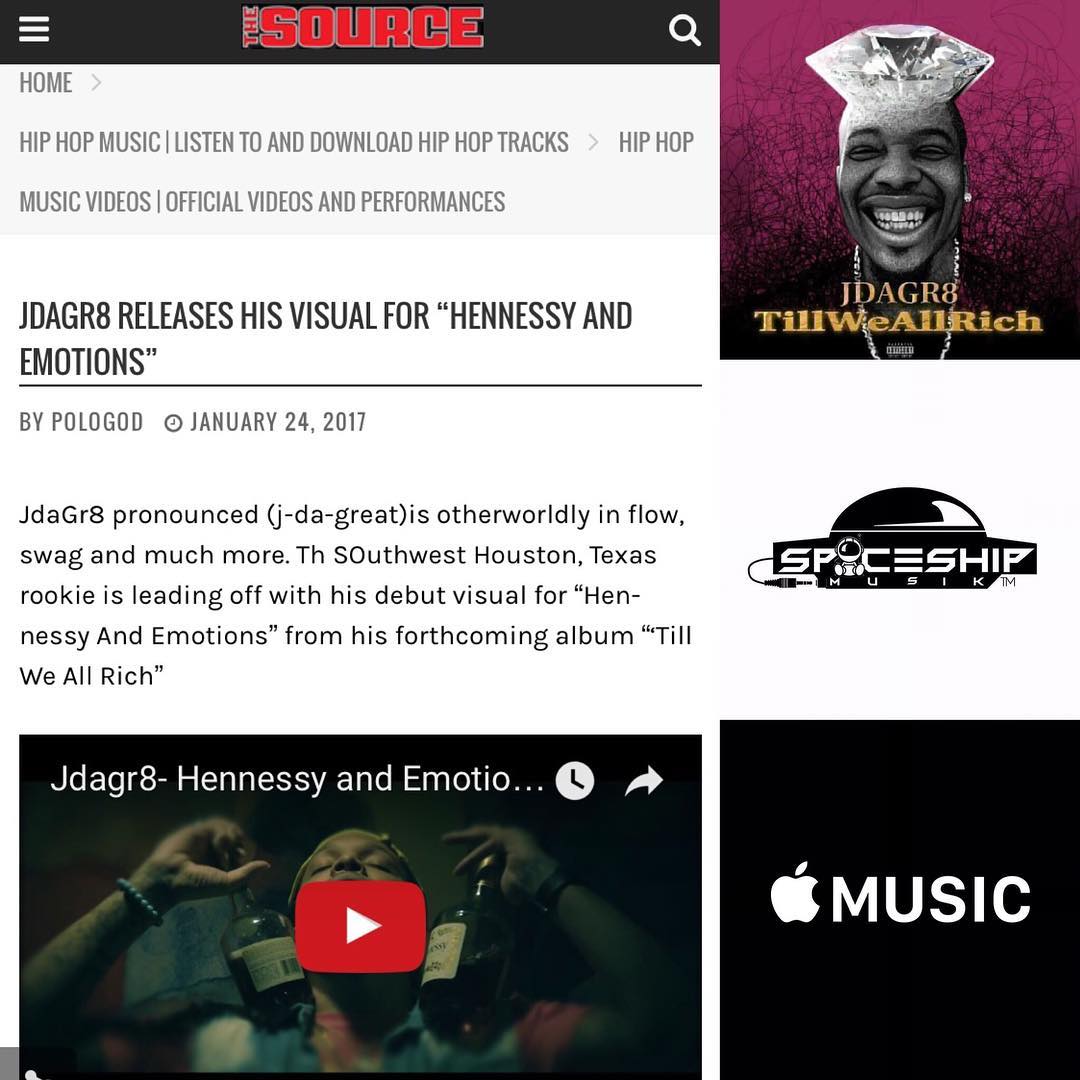 THE SOURCE
HOME
HIP HOP MUSIC | LISTEN TO AND DOWNLOAD HIP HOP TRACKS > HIP HOP
MUSIC VIDEOS | OFFICIAL VIDEOS AND PERFORMANCES
JDAGR8 RELEASES HIS VISUAL FOR “HENNESSY AND
EMOTIONS”
BY POLOGOD JANUARY 24, 2017
JdaGr8 pronounced (j-da-great)is otherworldly in flow,
swag and much more. Th SOuthwest Houston, Texas
rookie is leading off with his debut visual for “Hen-
nessy And Emotions” from his forthcoming album “‘Till
We All Rich”
Jdagr8- Hennessy and Emotio...
JDAGR8
TillWeAllRich
SPACESHIP
MUSIK TM
MUSIC